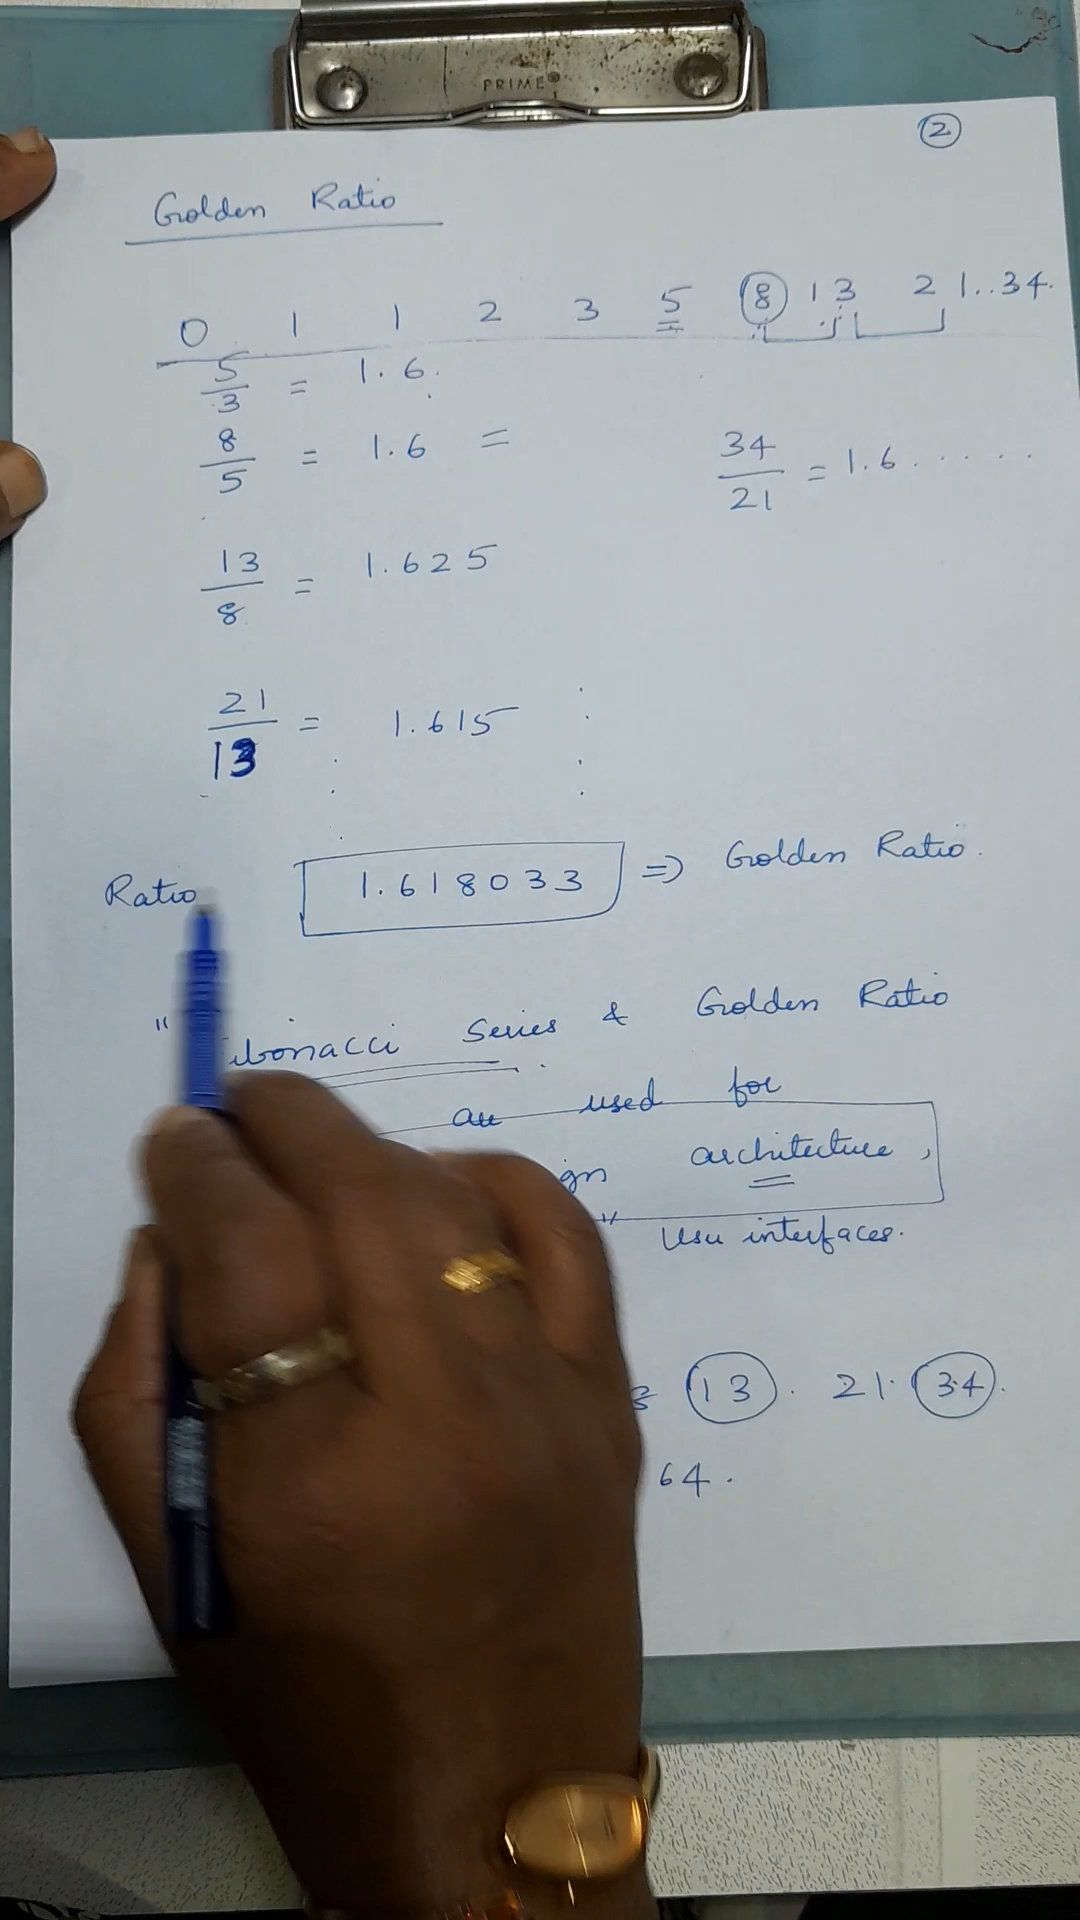 PRIME®
2
Golden Ratio
0 1 1 2 3 5 8 13 21..34.
5/3 = 1.6.
8/5 = 1.6 =
34/21 = 1.6......
13/8 = 1.625
21/13 = 1.615
Ratio 1.618033 => Golden Ratio.
"ibonacci Series & Golden Ratio
are used for
ign architecture,
" User interfaces.
13. 21. 34.
64.